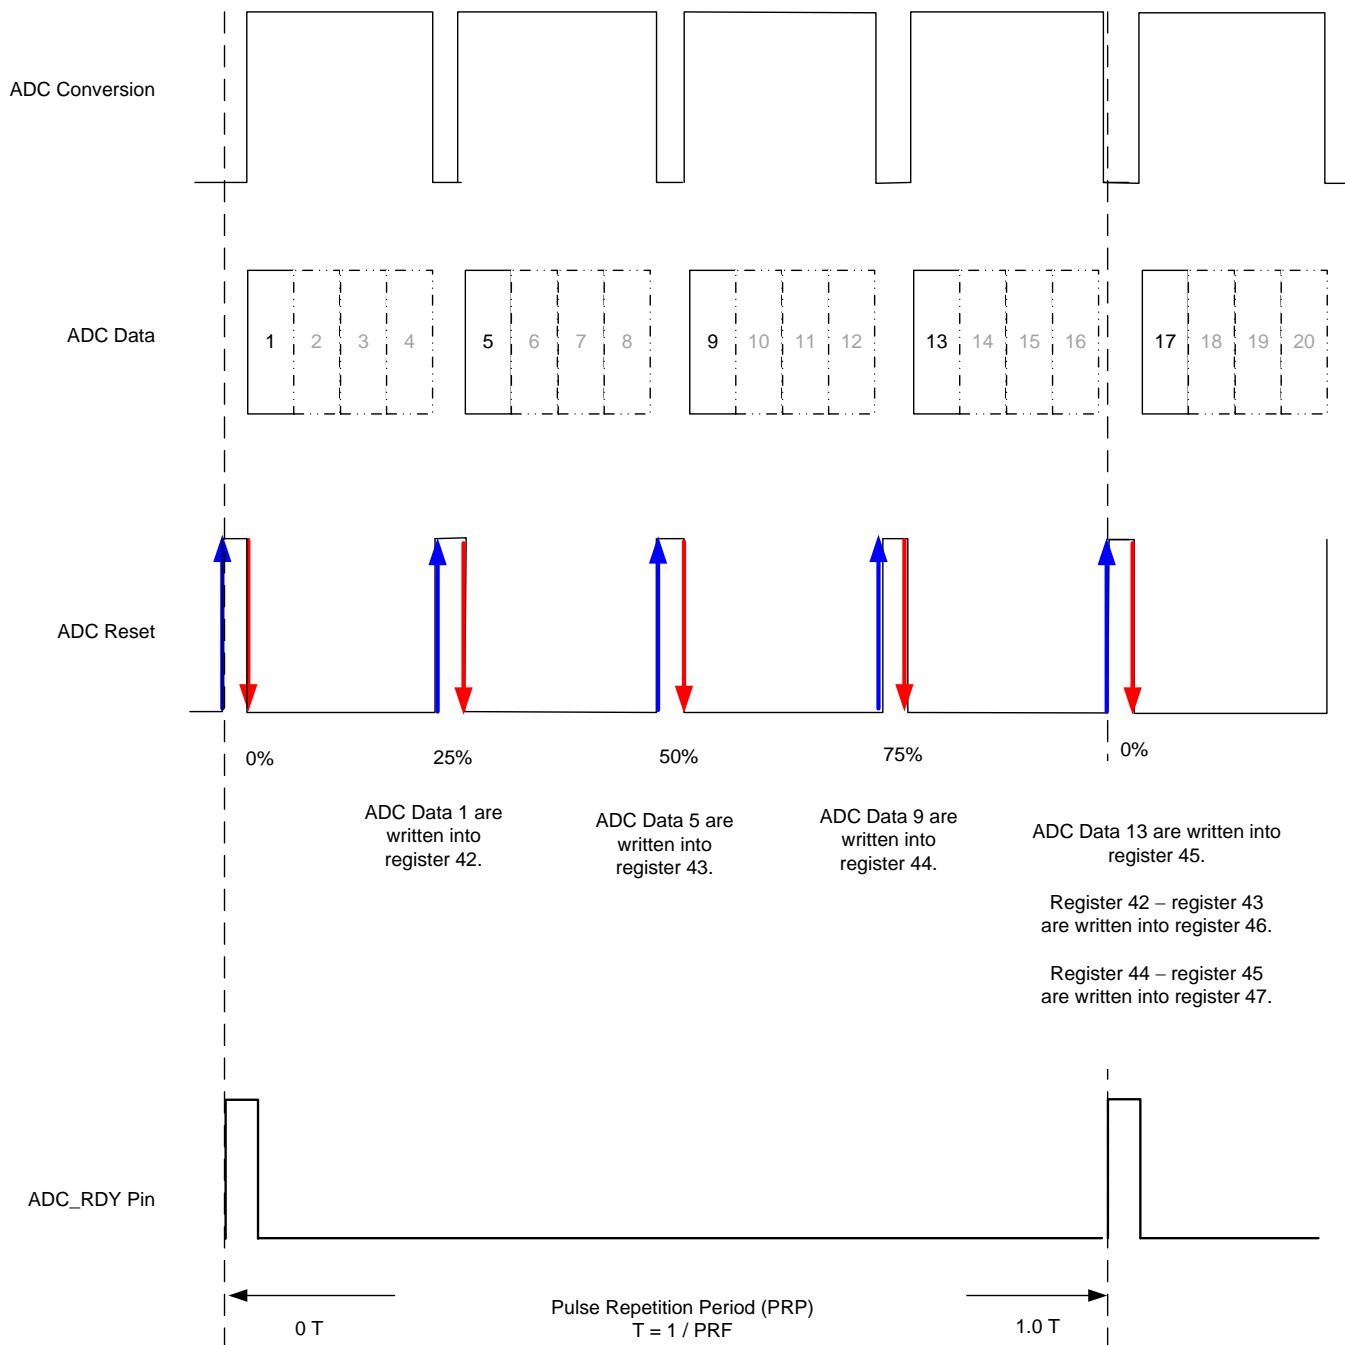 ADC Conversion
ADC Data
1 2 3 4 5 6 7 8 9 10 11 12 13 14 15 16 17 18 19 20
ADC Reset
0% 25% 50% 75% 0%
ADC Data 1 are
written into
register 42.
ADC Data 5 are
written into
register 43.
ADC Data 9 are
written into
register 44.
ADC Data 13 are written into
register 45.
Register 42 – register 43
are written into register 46.
Register 44 – register 45
are written into register 47.
ADC_RDY Pin
0 T
Pulse Repetition Period (PRP)
T = 1 / PRF
1.0 T